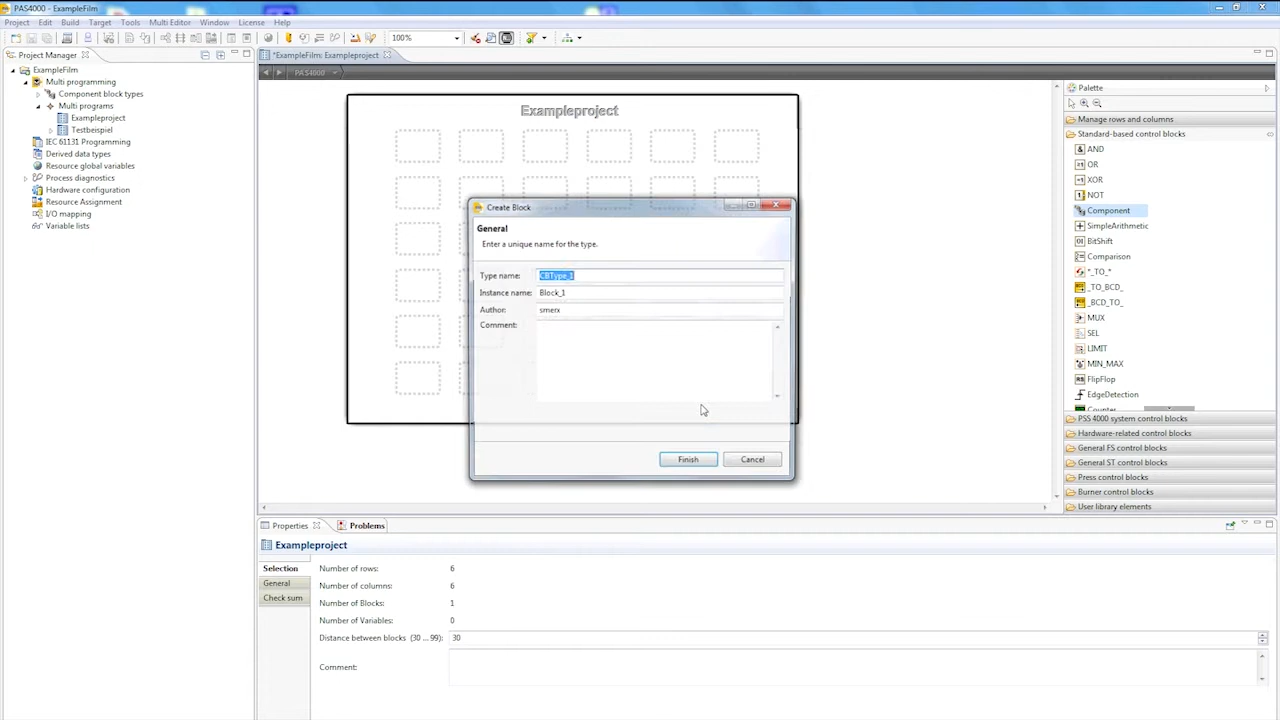 PAS4000 - ExampleFilm
Project Edit Build Target Tools Multi Editor Window License Help
100%
Project Manager
ExampleFilm
Multi programming
Component block types
Multi programs
Exampleproject
Testbeispiel
IEC 61131 Programming
Derived data types
Resource global variables
Process diagnostics
Hardware configuration
Resource Assignment
I/O mapping
Variable lists
*ExampleFilm: Exampleproject
PAS4000
Exampleproject
Create Block
General
Enter a unique name for the type.
Type name: CBType_1
Instance name: Block_1
Author: smerx
Comment:
Finish Cancel
Palette
Manage rows and columns
Standard-based control blocks
AND
OR
XOR
NOT
Component
SimpleArithmetic
BitShift
Comparison
*_TO_*
_TO_BCD_
_BCD_TO_
MUX
SEL
LIMIT
MIN_MAX
FlipFlop
EdgeDetection
Counter
PSS 4000 system control blocks
Hardware-related control blocks
General FS control blocks
General ST control blocks
Press control blocks
Burner control blocks
User library elements
Properties Problems
Exampleproject
Selection
General
Check sum
Number of rows: 6
Number of columns: 6
Number of Blocks: 1
Number of Variables: 0
Distance between blocks (30 ... 99): 30
Comment: